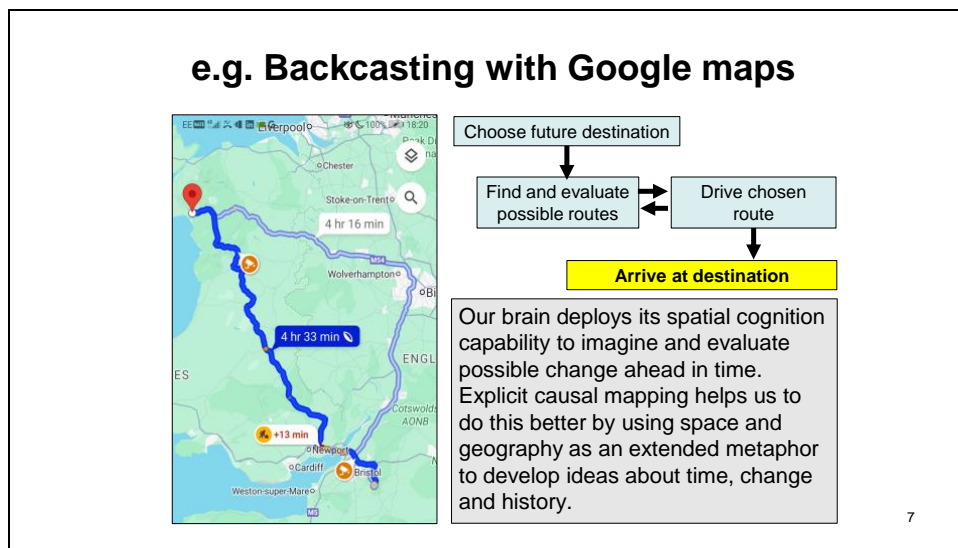 e.g. Backcasting with Google maps
EE
100%
18:20
Liverpool
Chester
Stoke-on-Trent
4 hr 16 min
M54
Wolverhampton
4 hr 33 min
ENGL
ES
Cotswolds
AONB
+13 min
Newport
Cardiff
Bristol
Weston-super-Mare
M5
Choose future destination
Find and evaluate
possible routes
Drive chosen
route
Arrive at destination
Our brain deploys its spatial cognition
capability to imagine and evaluate
possible change ahead in time.
Explicit causal mapping helps us to
do this better by using space and
geography as an extended metaphor
to develop ideas about time, change
and history.
7